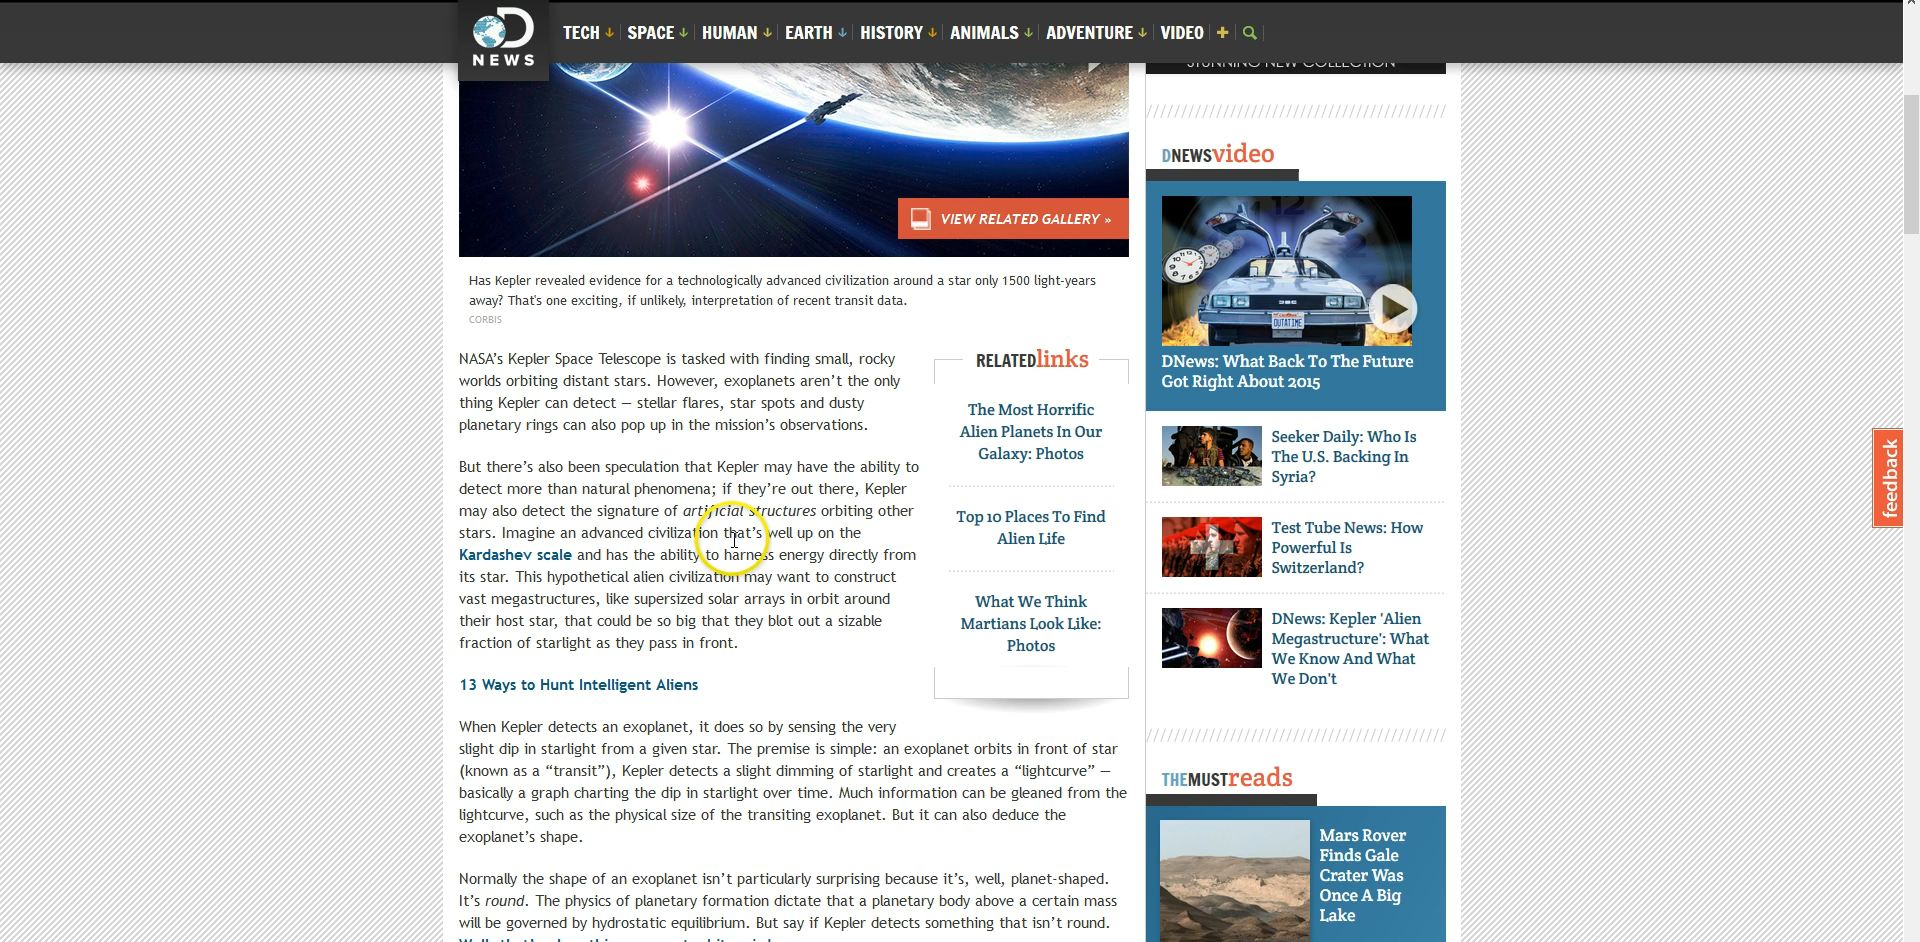 NEWS
TECH SPACE HUMAN EARTH HISTORY ANIMALS ADVENTURE VIDEO +
STUNNING NEW COLLECTION
VIEW RELATED GALLERY »
Has Kepler revealed evidence for a technologically advanced civilization around a star only 1500 light-years
away? That's one exciting, if unlikely, interpretation of recent transit data.
CORBIS
NASA’s Kepler Space Telescope is tasked with finding small, rocky
worlds orbiting distant stars. However, exoplanets aren’t the only
thing Kepler can detect — stellar flares, star spots and dusty
planetary rings can also pop up in the mission’s observations.
But there’s also been speculation that Kepler may have the ability to
detect more than natural phenomena; if they’re out there, Kepler
may also detect the signature of artificial structures orbiting other
stars. Imagine an advanced civilization that’s well up on the
Kardashev scale and has the ability to harness energy directly from
its star. This hypothetical alien civilization may want to construct
vast megastructures, like supersized solar arrays in orbit around
their host star, that could be so big that they blot out a sizable
fraction of starlight as they pass in front.
13 Ways to Hunt Intelligent Aliens
When Kepler detects an exoplanet, it does so by sensing the very
slight dip in starlight from a given star. The premise is simple: an exoplanet orbits in front of star
(known as a “transit”), Kepler detects a slight dimming of starlight and creates a “lightcurve” —
basically a graph charting the dip in starlight over time. Much information can be gleaned from the
lightcurve, such as the physical size of the transiting exoplanet. But it can also deduce the
exoplanet’s shape.
Normally the shape of an exoplanet isn’t particularly surprising because it’s, well, planet-shaped.
It’s round. The physics of planetary formation dictate that a planetary body above a certain mass
will be governed by hydrostatic equilibrium. But say if Kepler detects something that isn’t round.
RELATEDlinks
The Most Horrific
Alien Planets In Our
Galaxy: Photos
Top 10 Places To Find
Alien Life
What We Think
Martians Look Like:
Photos
DNEWSvideo
12
OUTATIME
DNews: What Back To The Future
Got Right About 2015
Seeker Daily: Who Is
The U.S. Backing In
Syria?
Test Tube News: How
Powerful Is
Switzerland?
DNews: Kepler 'Alien
Megastructure': What
We Know And What
We Don't
THEMUSTreads
Mars Rover
Finds Gale
Crater Was
Once A Big
Lake
feedback